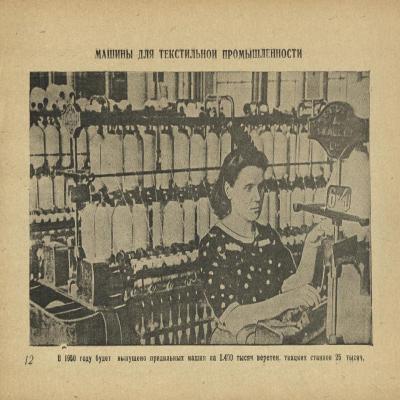 МАШИНЫ ДЛЯ ТЕКСТИЛЬНОЙ ПРОМЫШЛЕННОСТИ
64
12
В 1950 году будет выпущено прядильных машин на 1.400 тысяч веретен, ткацких станков 25 тысяч.